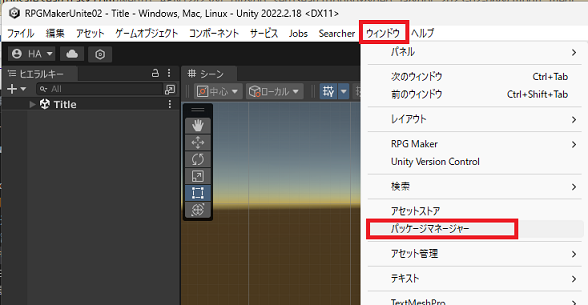 RPGMakerUnite02 - Title - Windows, Mac, Linux - Unity 2022.2.18 <DX11>
ファイル 編集 アセット ゲームオブジェクト コンポーネント サービス Jobs Searcher ウィンドウ ヘルプ
HA
ヒエラルキー
All
Title
シーン
中心 ローカル
パネル
次のウィンドウ Ctrl+Tab
前のウィンドウ Ctrl+Shift+Tab
レイアウト
RPG Maker
Unity Version Control
検索
アセットストア
パッケージマネージャー
アセット管理
テキスト
TextMeshPro